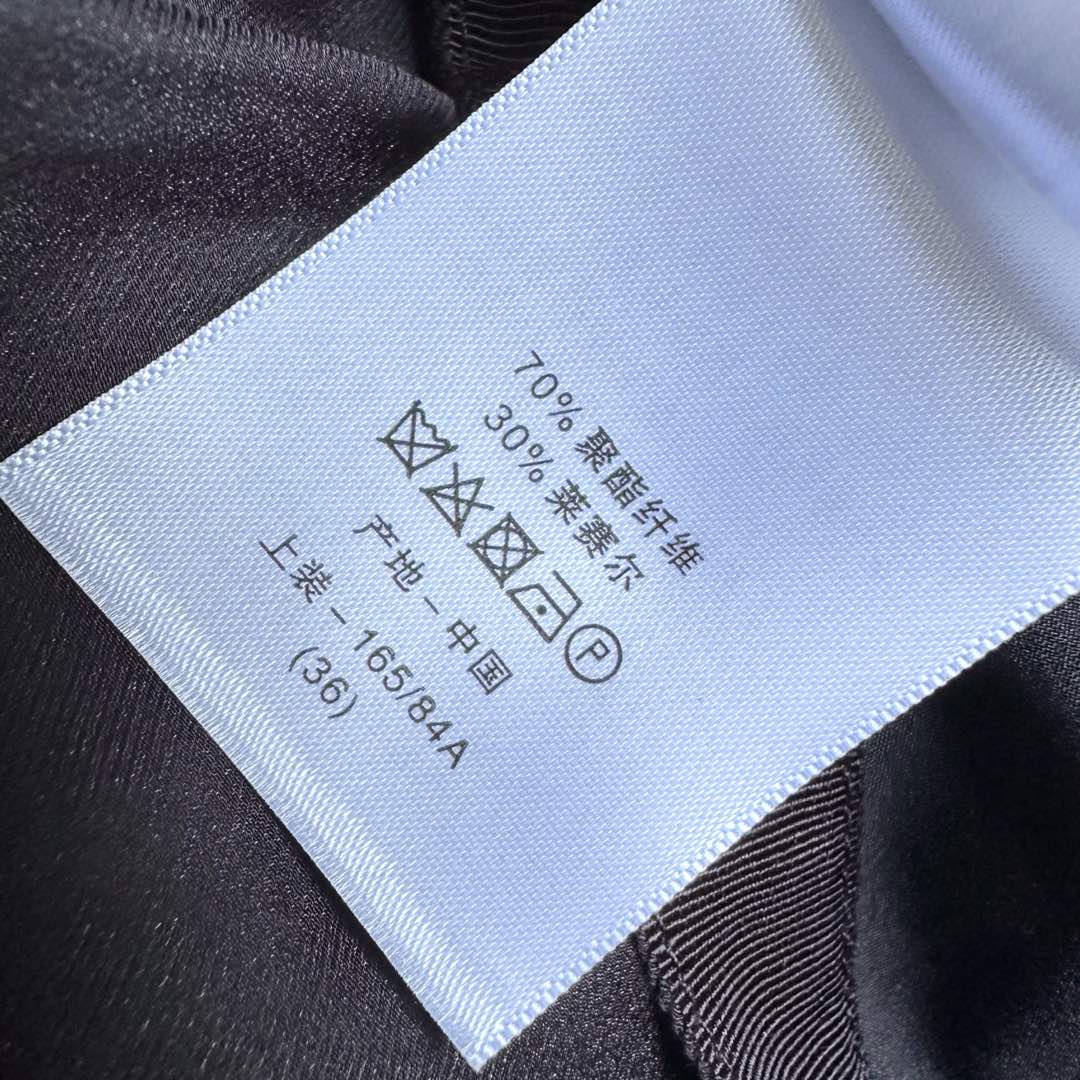 70% 聚酯纤维
30% 莱赛尔
P
产地－中国
上装－165/84A
(36)